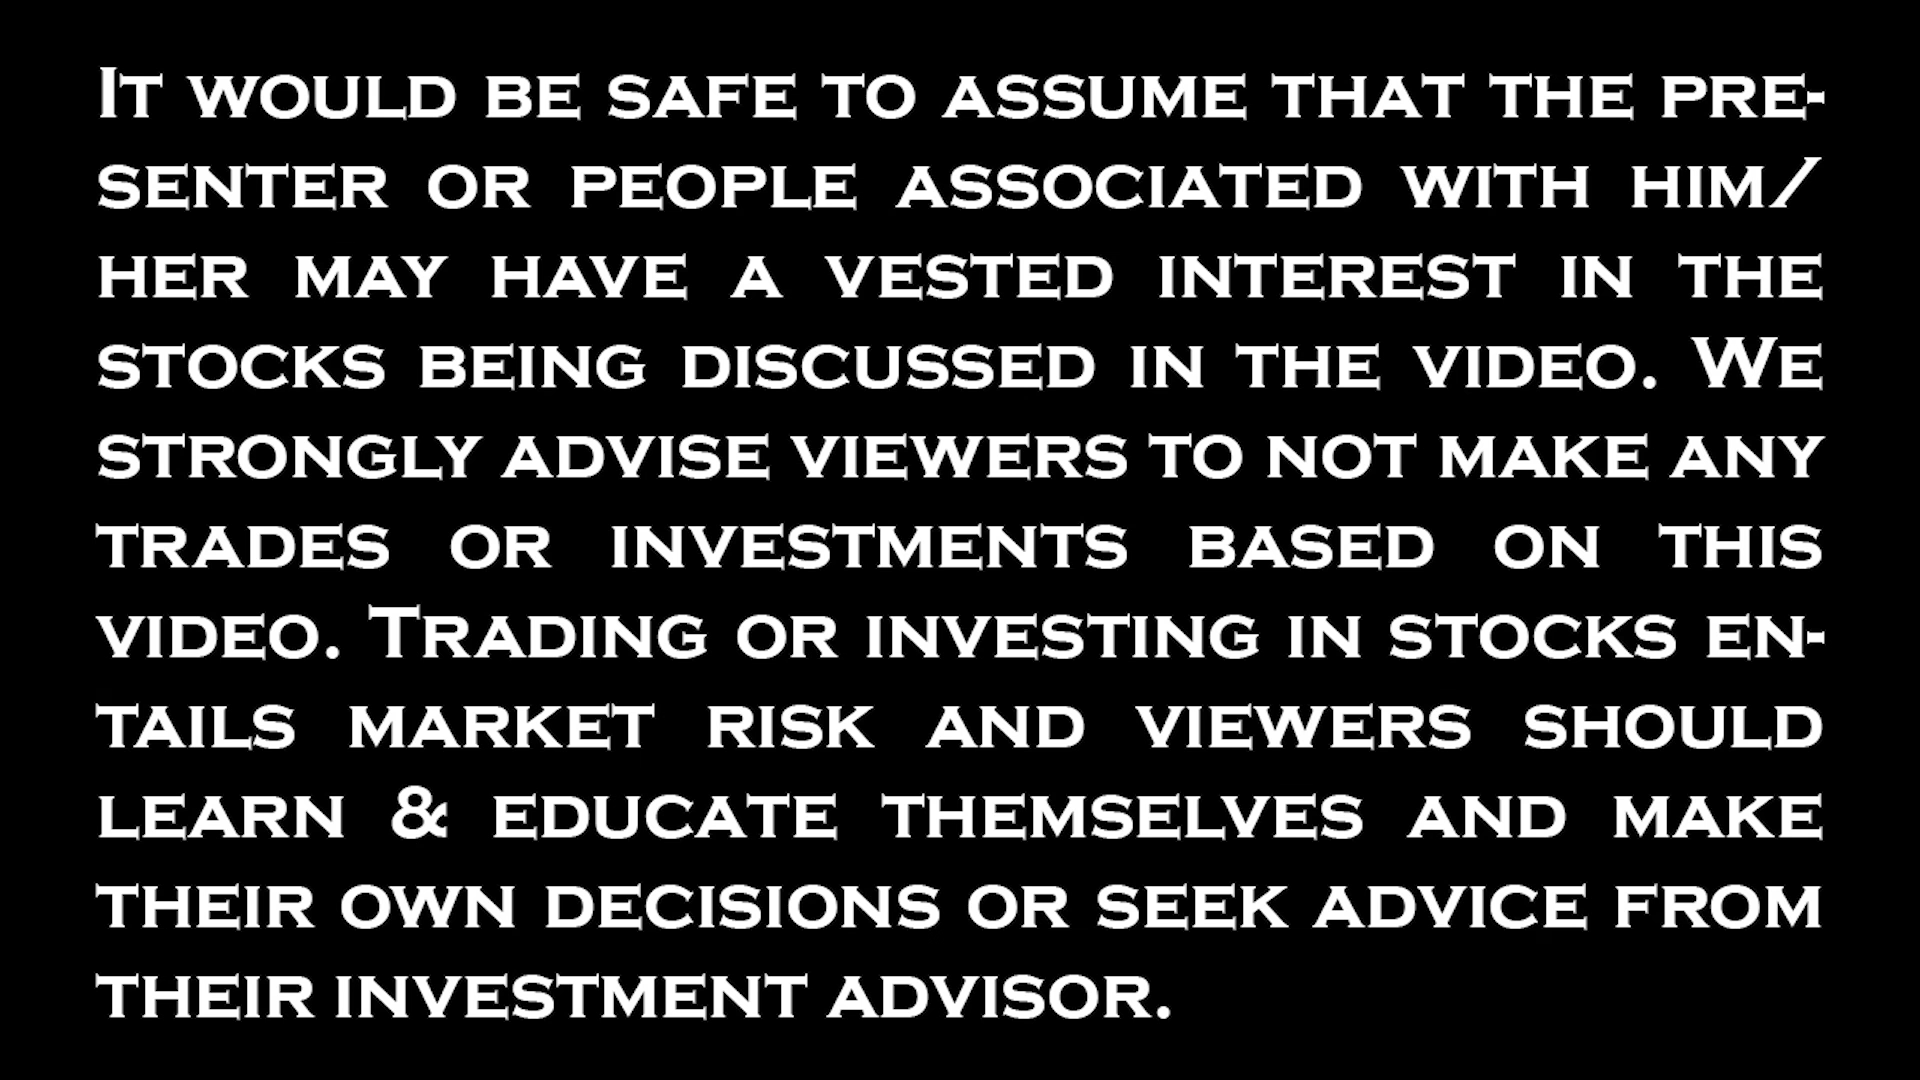 It would be safe to assume that the pre-
senter or people associated with him/
her may have a vested interest in the
stocks being discussed in the video. We
strongly advise viewers to not make any
trades or investments based on this
video. Trading or investing in stocks en-
tails market risk and viewers should
learn & educate themselves and make
their own decisions or seek advice from
their investment advisor.